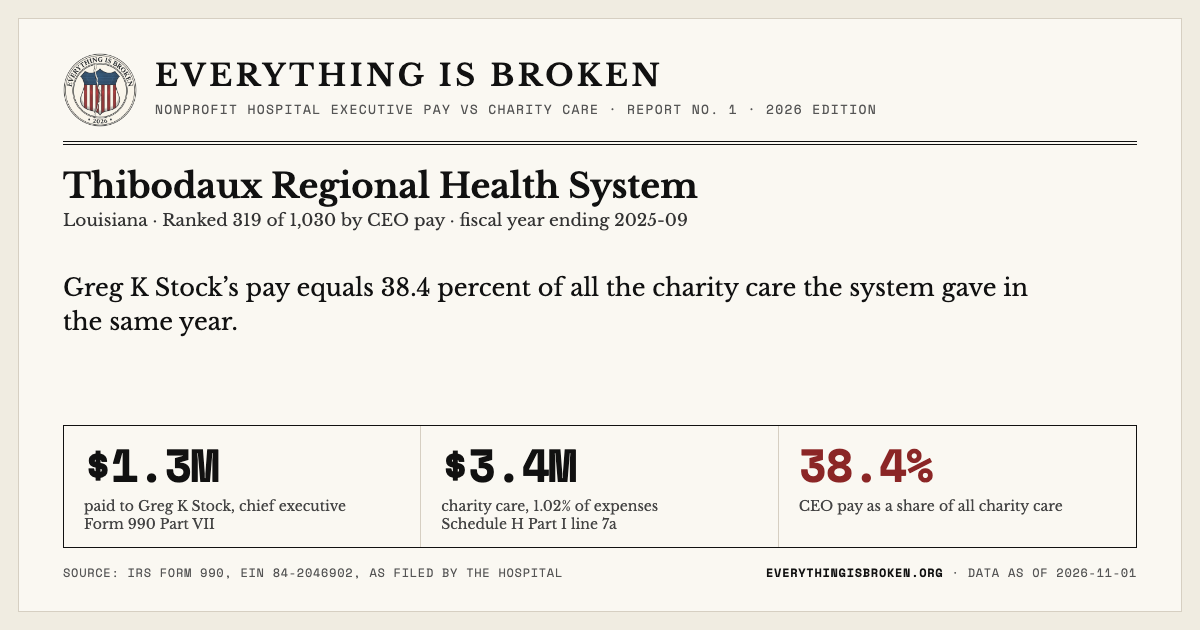 EVERYTHING IS BROKEN
· 2026 ·
EVERYTHING IS BROKEN
NONPROFIT HOSPITAL EXECUTIVE PAY VS CHARITY CARE · REPORT NO. 1 · 2026 EDITION
Thibodaux Regional Health System
Louisiana · Ranked 319 of 1,030 by CEO pay · fiscal year ending 2025-09
Greg K Stock’s pay equals 38.4 percent of all the charity care the system gave in
the same year.
$1.3M
paid to Greg K Stock, chief executive
Form 990 Part VII
$3.4M
charity care, 1.02% of expenses
Schedule H Part I line 7a
38.4%
CEO pay as a share of all charity care
SOURCE: IRS FORM 990, EIN 84-2046902, AS FILED BY THE HOSPITAL
EVERYTHINGISBROKEN.ORG · DATA AS OF 2026-11-01